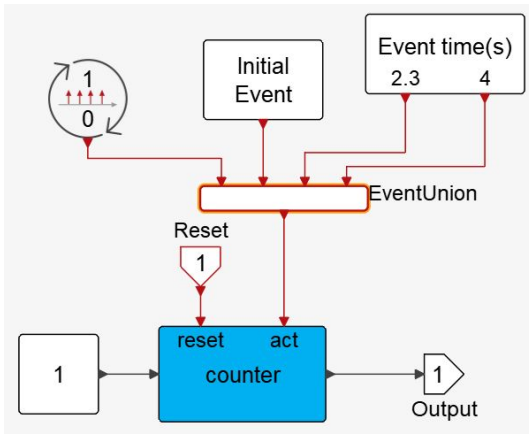 1
0
Initial
Event
Event time(s)
2.3 4
EventUnion
Reset
1
reset act
counter
1
1
Output